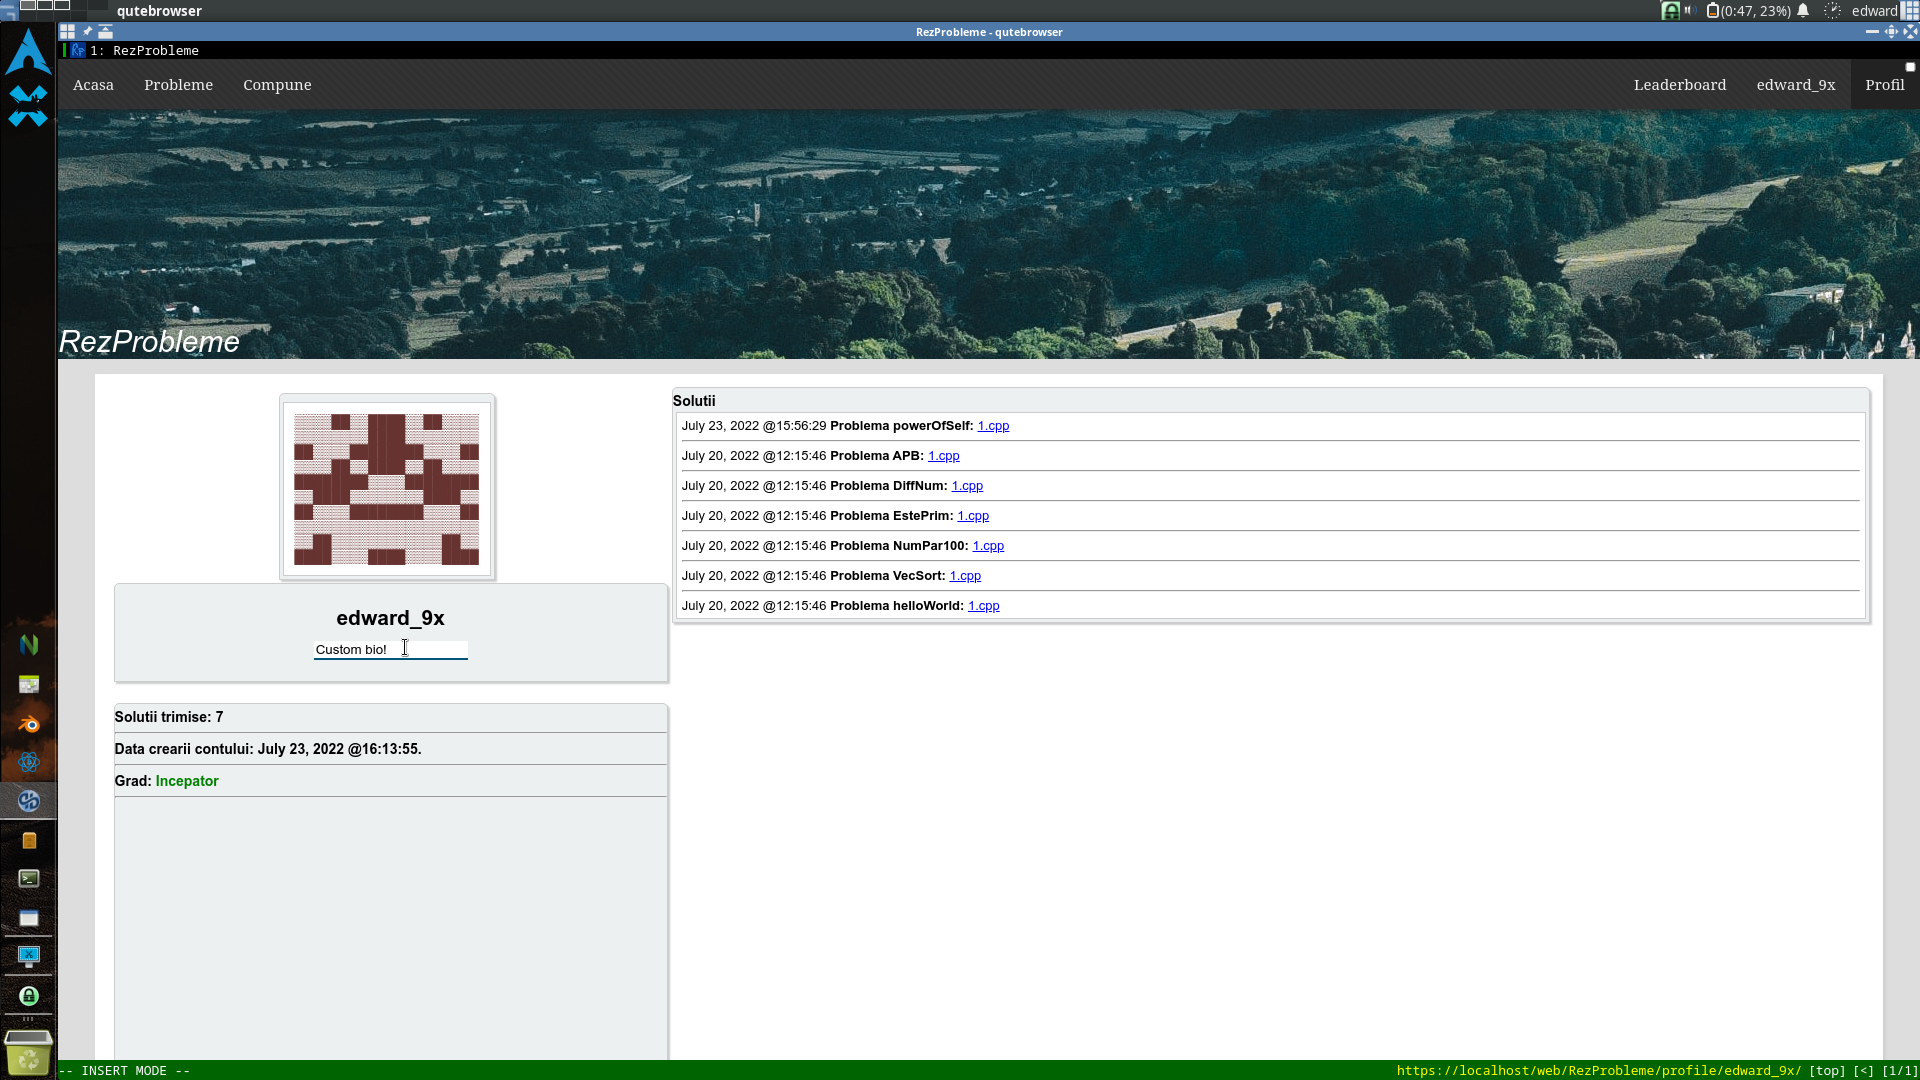 qutebrowser
(0:47, 23%)
edward
RezProbleme - qutebrowser
1: RezProbleme
Acasa
Probleme
Compune
Leaderboard
edward_9x
Profil
RezProbleme
edward_9x
Custom bio!
Solutii trimise: 7
Data crearii contului: July 23, 2022 @16:13:55.
Grad: Incepator
Solutii
July 23, 2022 @15:56:29 Problema powerOfSelf: 1.cpp
July 20, 2022 @12:15:46 Problema APB: 1.cpp
July 20, 2022 @12:15:46 Problema DiffNum: 1.cpp
July 20, 2022 @12:15:46 Problema EstePrim: 1.cpp
July 20, 2022 @12:15:46 Problema NumPar100: 1.cpp
July 20, 2022 @12:15:46 Problema VecSort: 1.cpp
July 20, 2022 @12:15:46 Problema helloWorld: 1.cpp
-- INSERT MODE --
https://localhost/web/RezProbleme/profile/edward_9x/ [top] [<] [1/1]